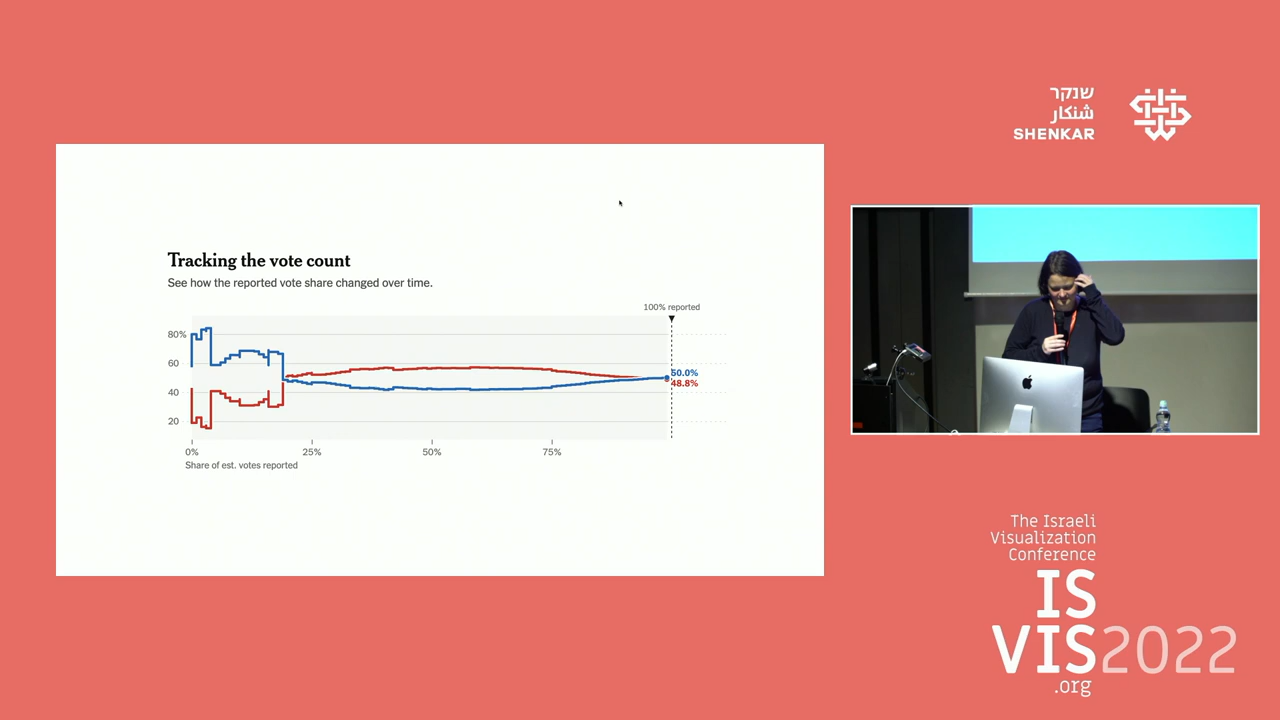 Tracking the vote count
See how the reported vote share changed over time.
100% reported
80%
60
40
20
50.0%
48.8%
0%
25%
50%
75%
Share of est. votes reported
שנקר
شنكار
SHENKAR
The Israeli
Visualization
Conference
IS
VIS2022
.org